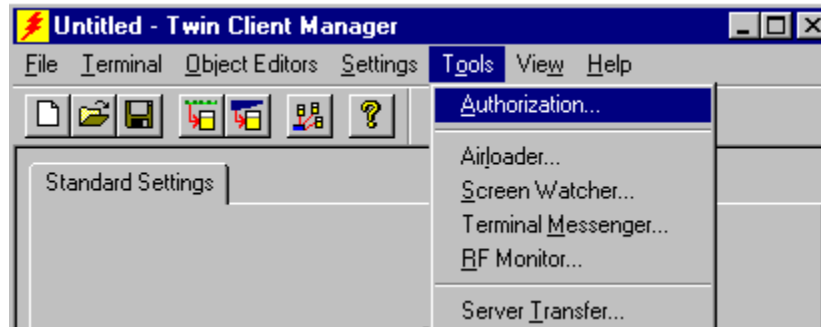 Untitled - Twin Client Manager
File Terminal Object Editors Settings Tools View Help
Authorization...
Airloader...
Standard Settings
Screen Watcher...
Terminal Messenger...
RF Monitor...
Server Transfer...